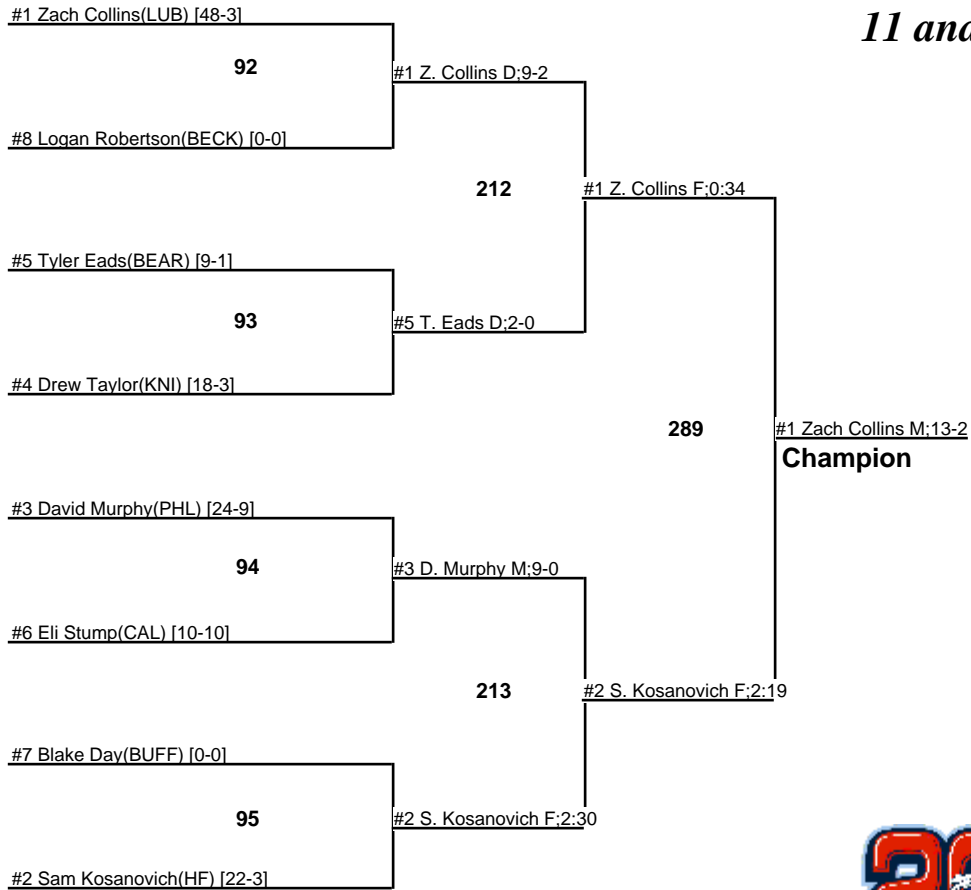 #1 Zach Collins(LUB) [48-3]
11 and
92
#1 Z. Collins D;9-2
#8 Logan Robertson(BECK) [0-0]
212
#1 Z. Collins F;0:34
#5 Tyler Eads(BEAR) [9-1]
93
#5 T. Eads D;2-0
#4 Drew Taylor(KNI) [18-3]
289
#1 Zach Collins M;13-2
Champion
#3 David Murphy(PHL) [24-9]
94
#3 D. Murphy M;9-0
#6 Eli Stump(CAL) [10-10]
213
#2 S. Kosanovich F;2:19
#7 Blake Day(BUFF) [0-0]
95
#2 S. Kosanovich F;2:30
#2 Sam Kosanovich(HF) [22-3]